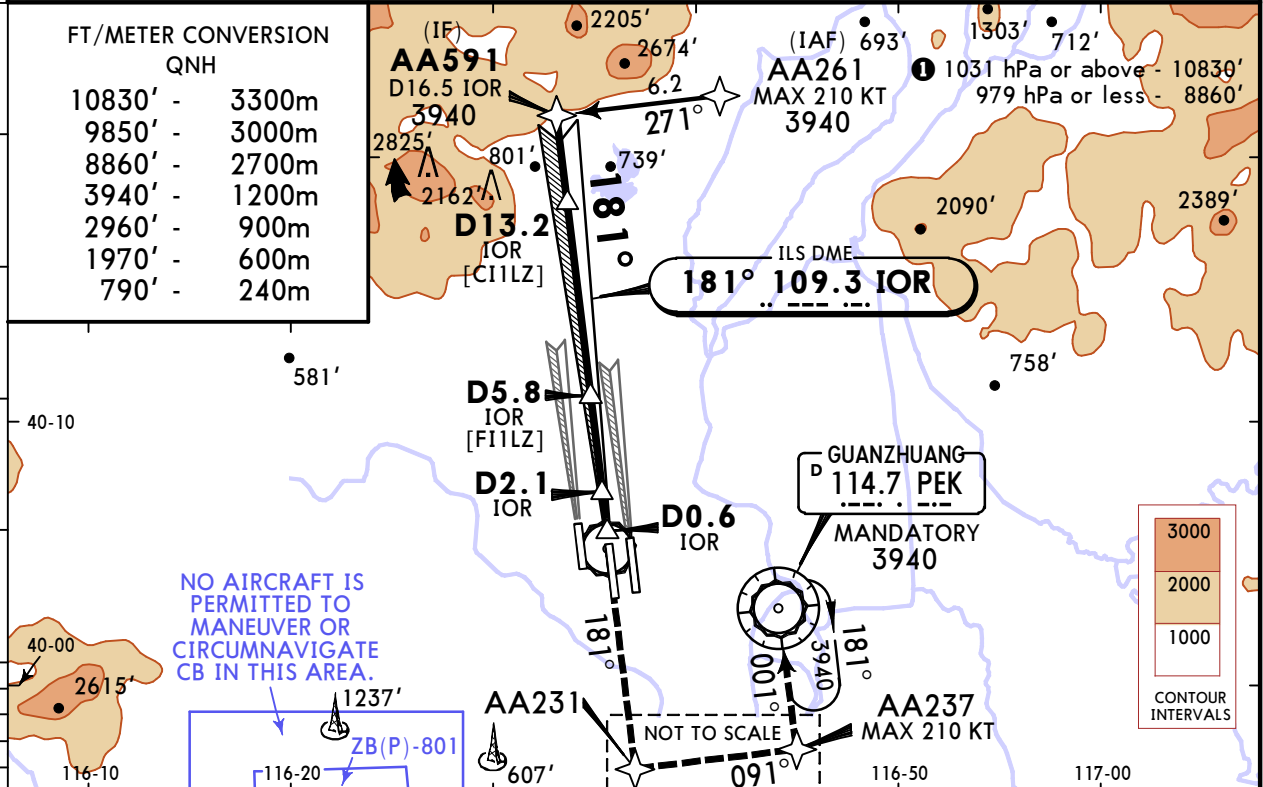 FT/METER CONVERSION
QNH
10830' - 3300m
9850' - 3000m
8860' - 2700m
3940' - 1200m
2960' - 900m
1970' - 600m
790' - 240m
(IF)
AA591
D16.5 IOR
3940
2205'
2674'
6.2
271°
(IAF)
AA261
MAX 210 KT
3940
693'
1303'
712'
1 1031 hPa or above - 10830'
979 hPa or less - 8860'
2825'
2162'
801'
739'
181°
D13.2
IOR
[CI1LZ]
ILS DME
181° 109.3 IOR
2090'
2389'
758'
581'
40-10
D5.8
IOR
[FI1LZ]
D2.1
IOR
D0.6
IOR
GUANZHUANG
D 114.7 PEK
MANDATORY
3940
3000
2000
1000
CONTOUR
INTERVALS
NO AIRCRAFT IS
PERMITTED TO
MANEUVER OR
CIRCUMNAVIGATE
CB IN THIS AREA.
40-00
2615'
1237'
ZB(P)-801
607'
181°
AA231
NOT TO SCALE
001°
3940
181°
AA237
MAX 210 KT
091°
116-10
116-20
116-50
117-00